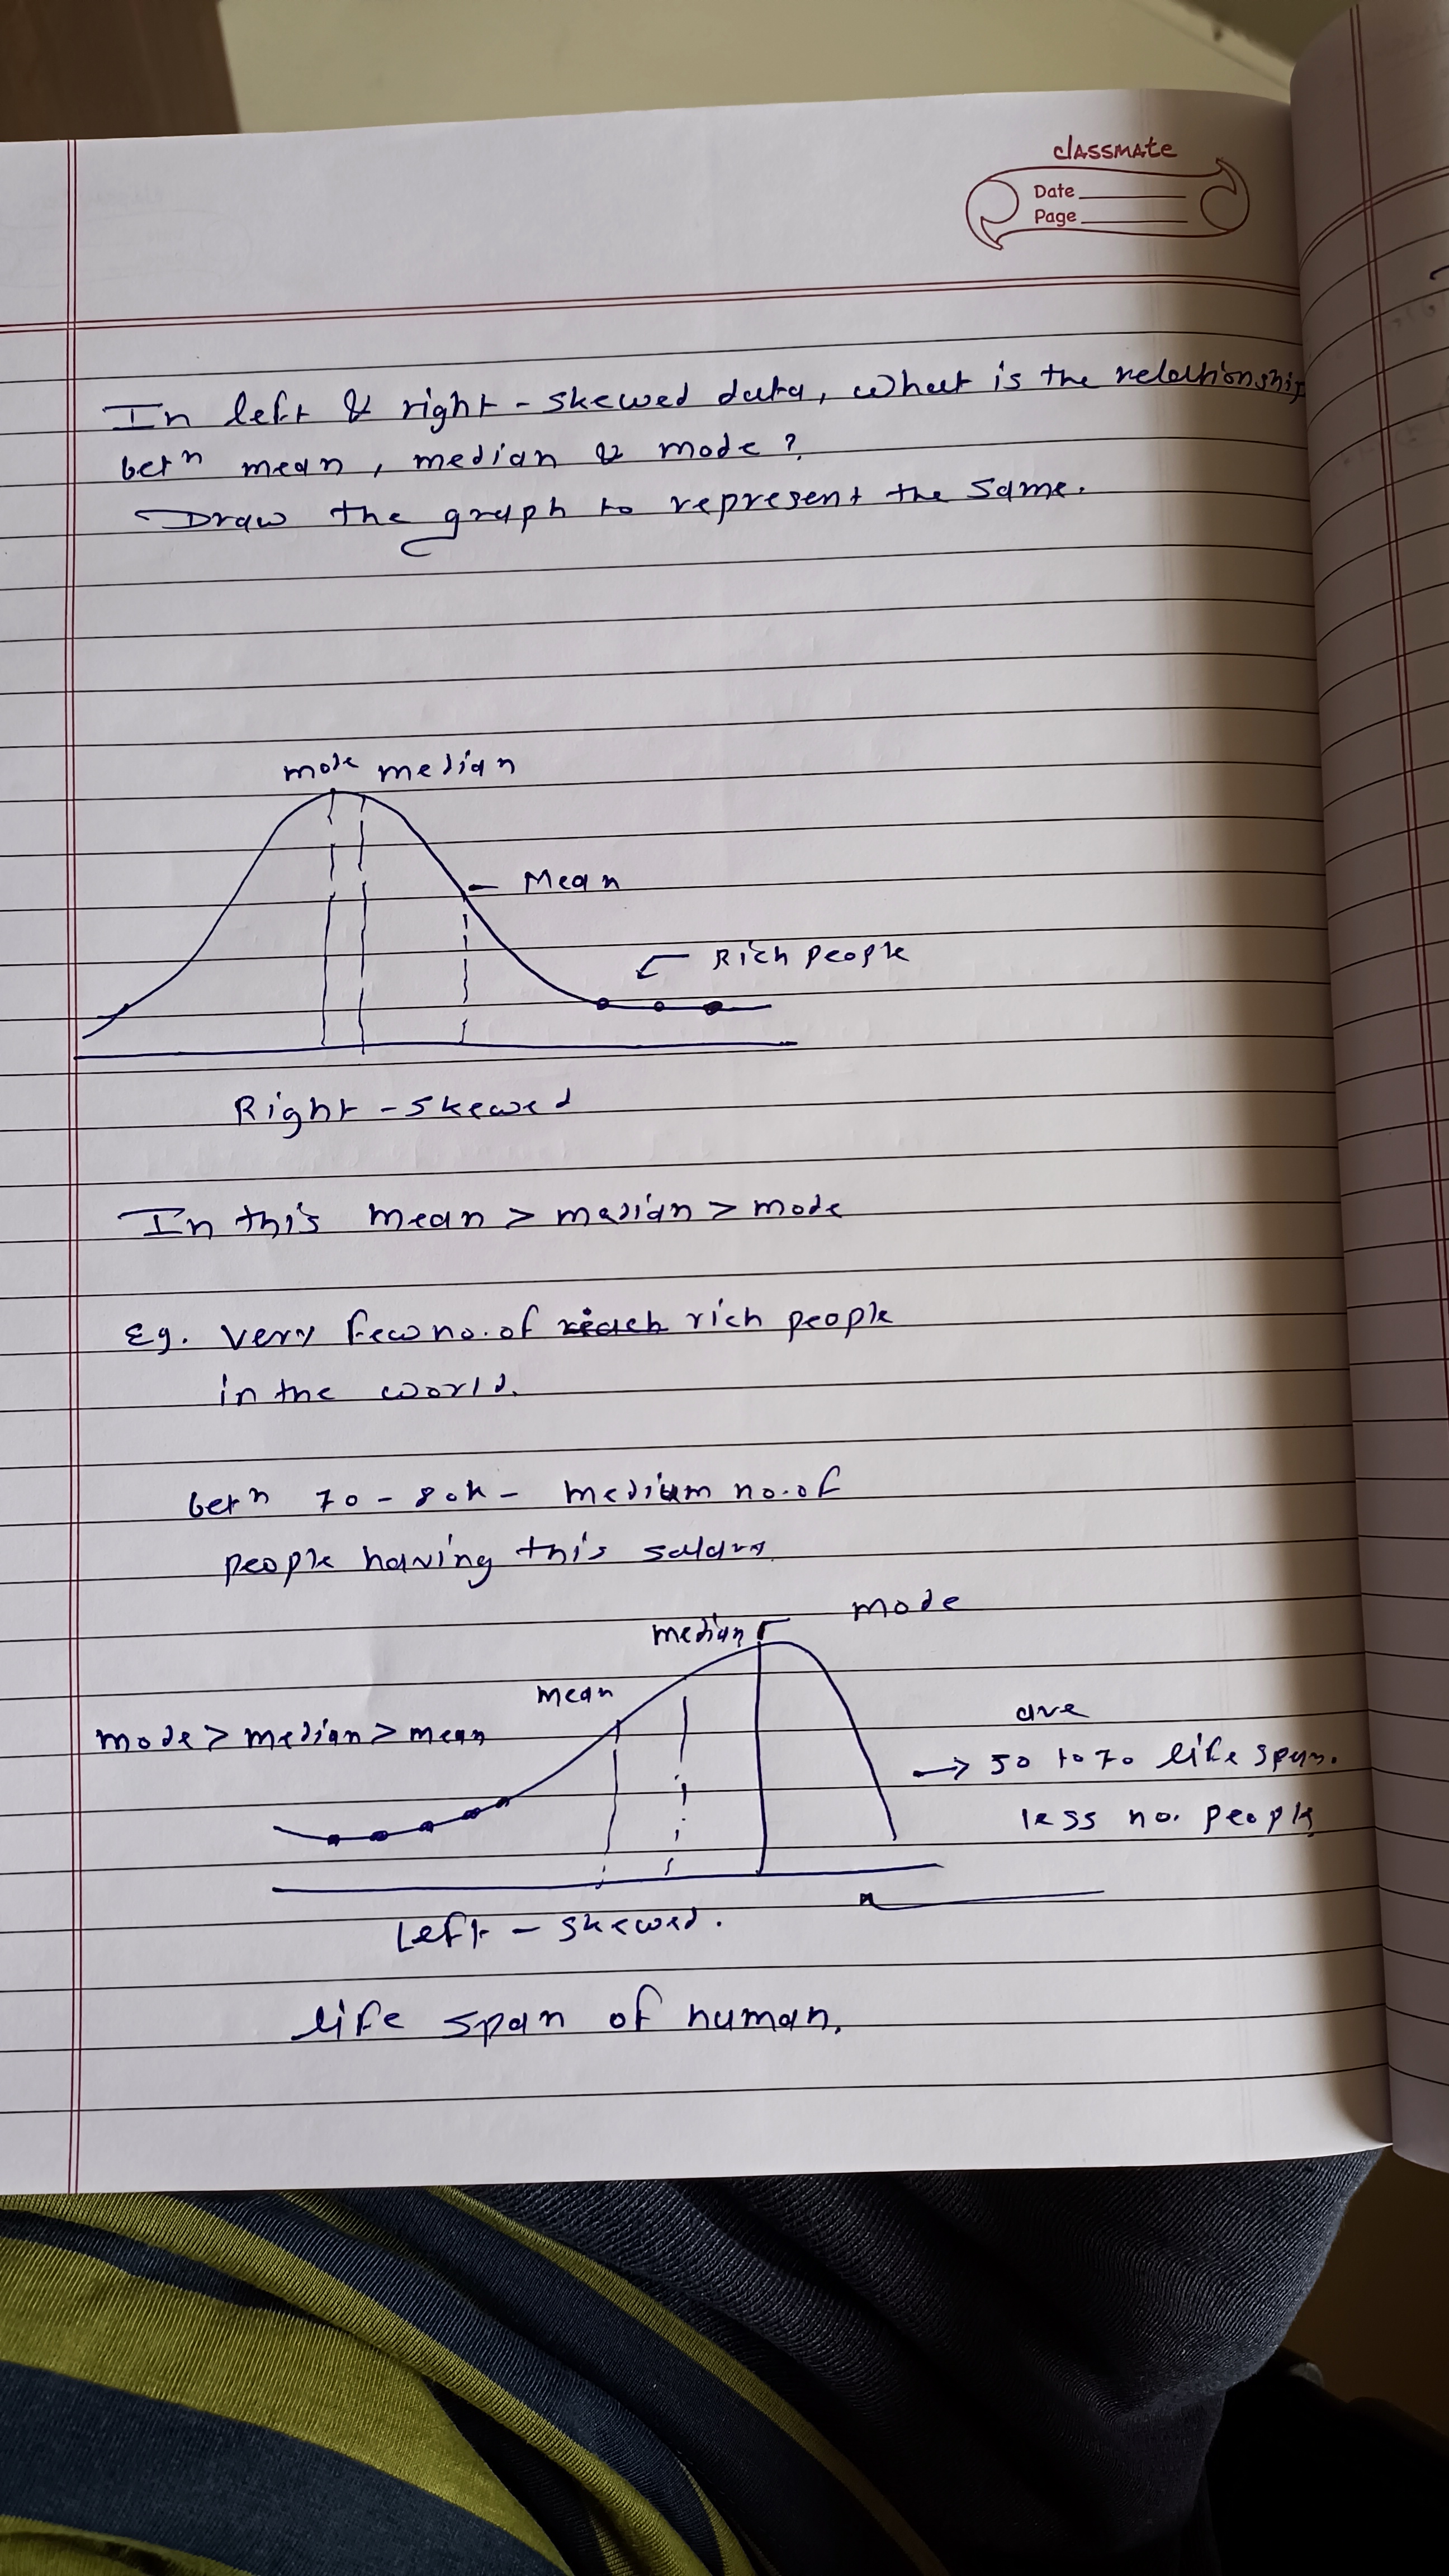 classmate
Date
Page
In left & right - skewed data, what is the relationship
betn mean, median & mode?
Draw the graph to represent the same.
mode median
Mean
Rich people
Right - skewed
In this mean > median > mode
Eg. very few no. of rich people
in the world.
betn 70 - 80k - medium no. of
people having this salary
mode
median
mean
mode > median > mean
ave
→ 50 to 70 life span.
less no. people
Left - skewed.
life span of human.